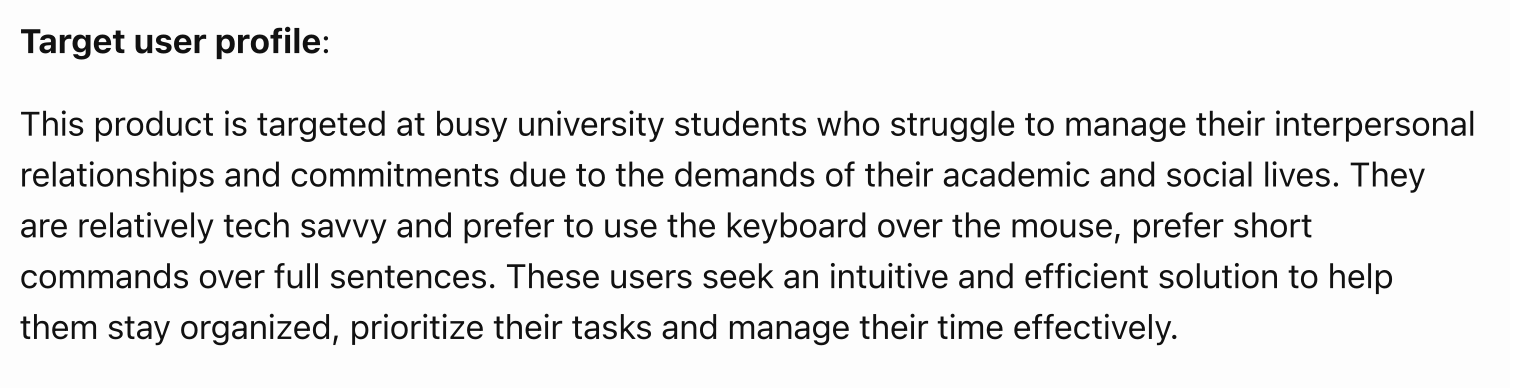 Target user profile:
This product is targeted at busy university students who struggle to manage their interpersonal
relationships and commitments due to the demands of their academic and social lives. They
are relatively tech savvy and prefer to use the keyboard over the mouse, prefer short
commands over full sentences. These users seek an intuitive and efficient solution to help
them stay organized, prioritize their tasks and manage their time effectively.